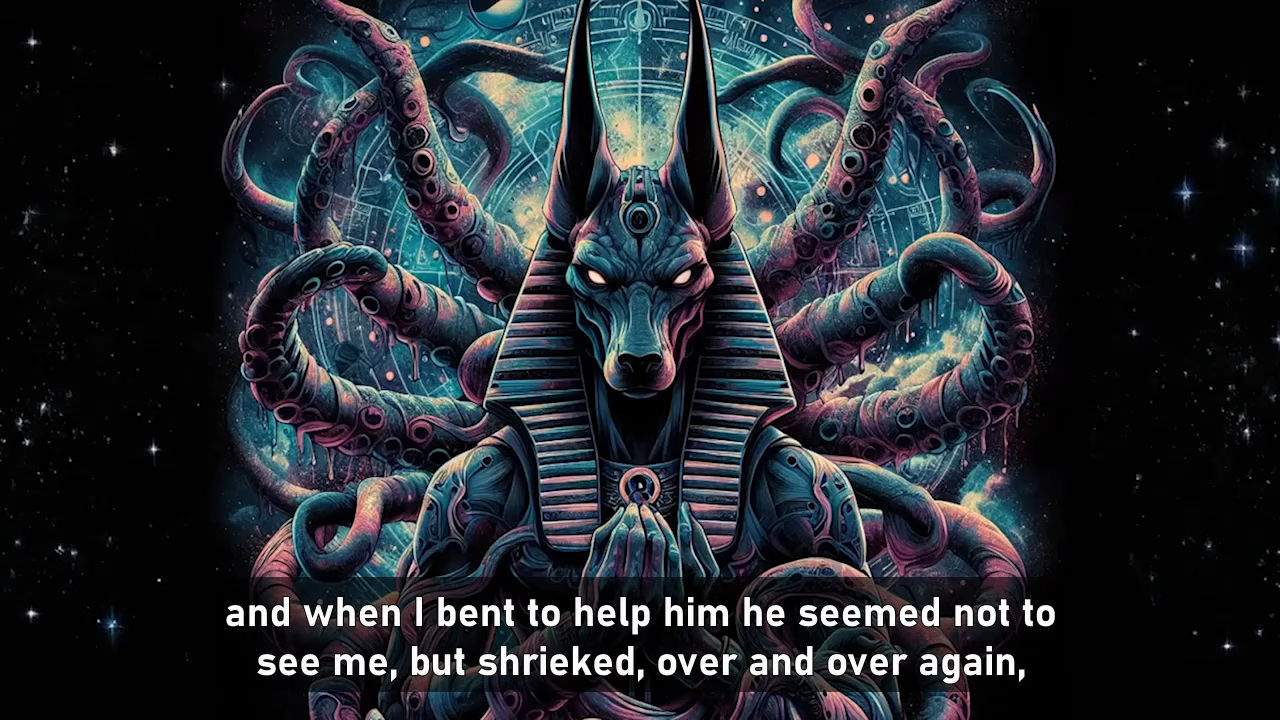 and when I bent to help him he seemed not to
see me, but shrieked, over and over again,